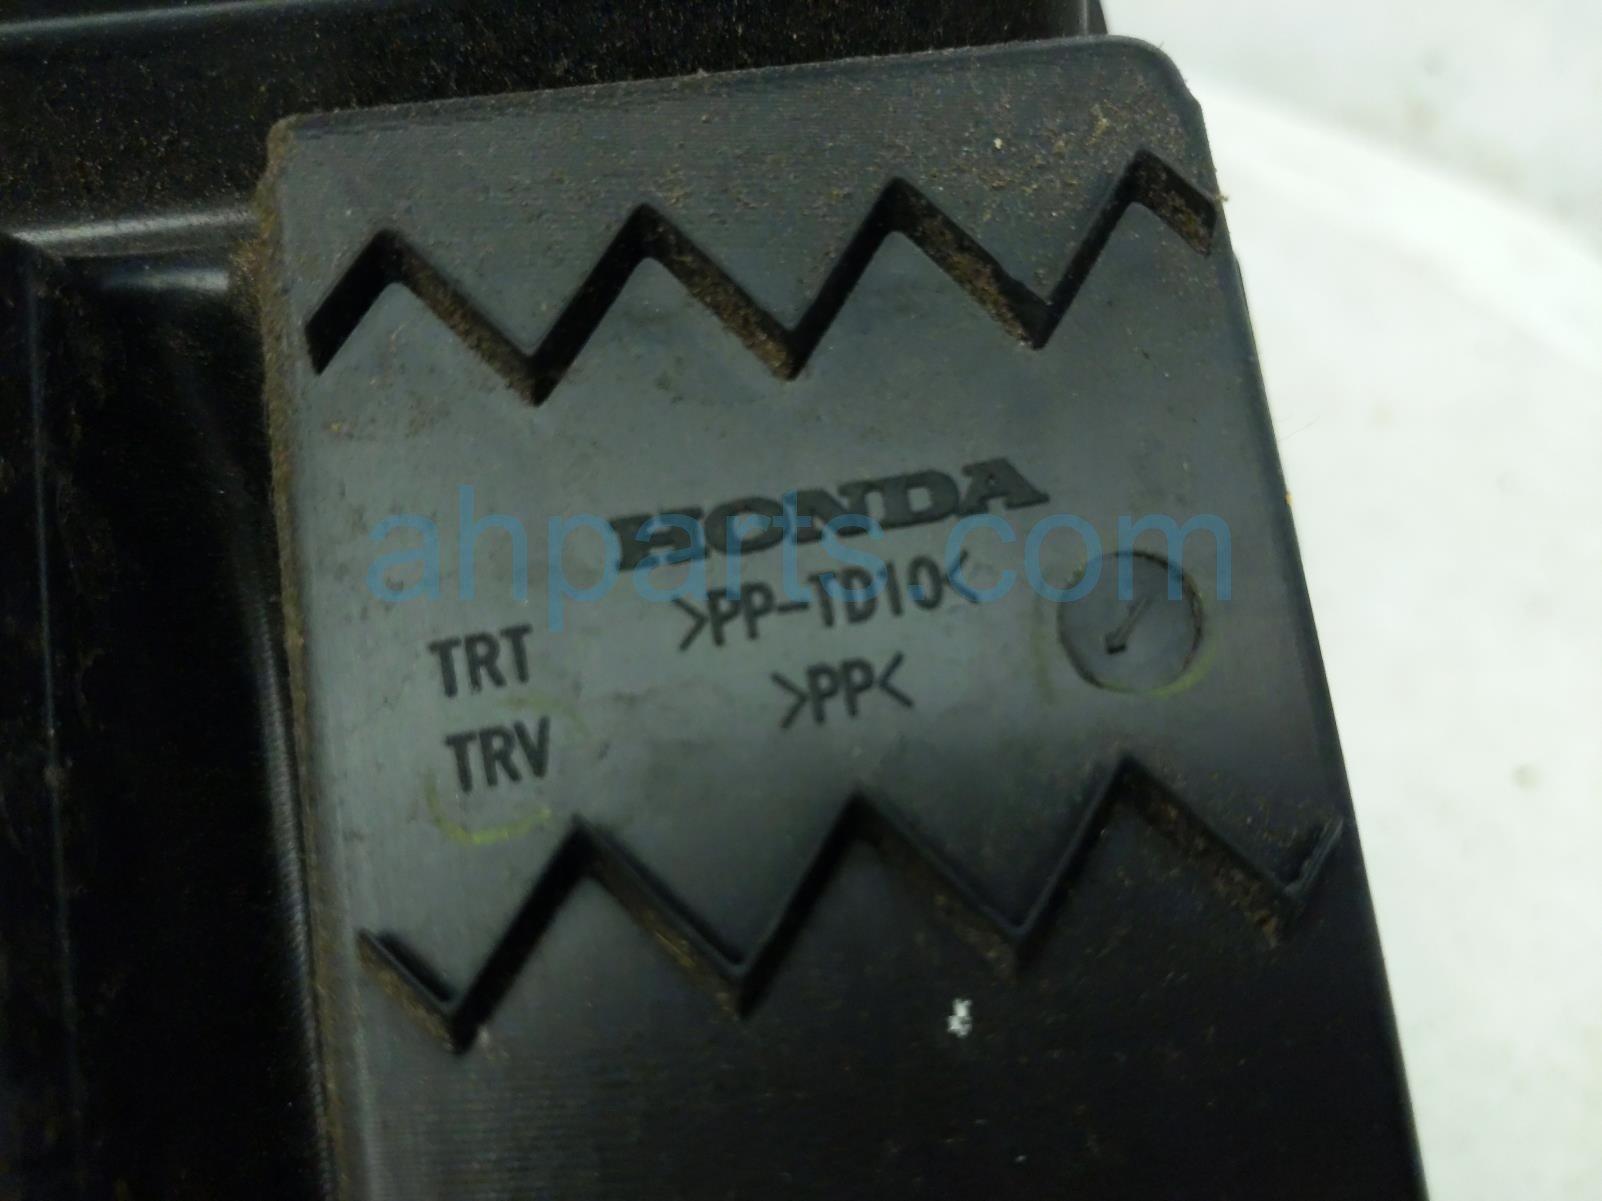 HONDA
>PP-TD10<
>PP<
TRT
TRV
ahparts.com